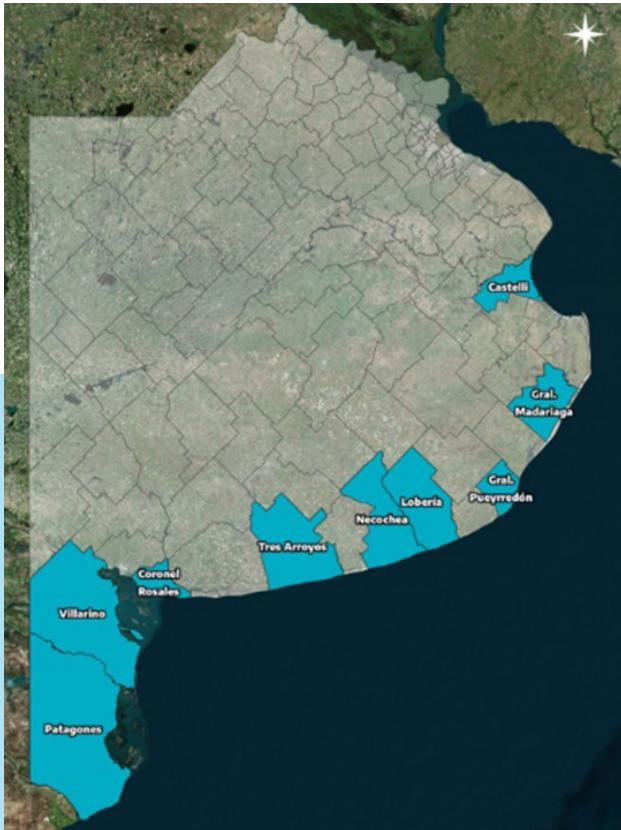 Castelli
Gral.
Madariaga
Gral.
Pueyrredón
Lobería
Necochea
Tres Arroyos
Coronel
Rosales
Villarino
Patagones